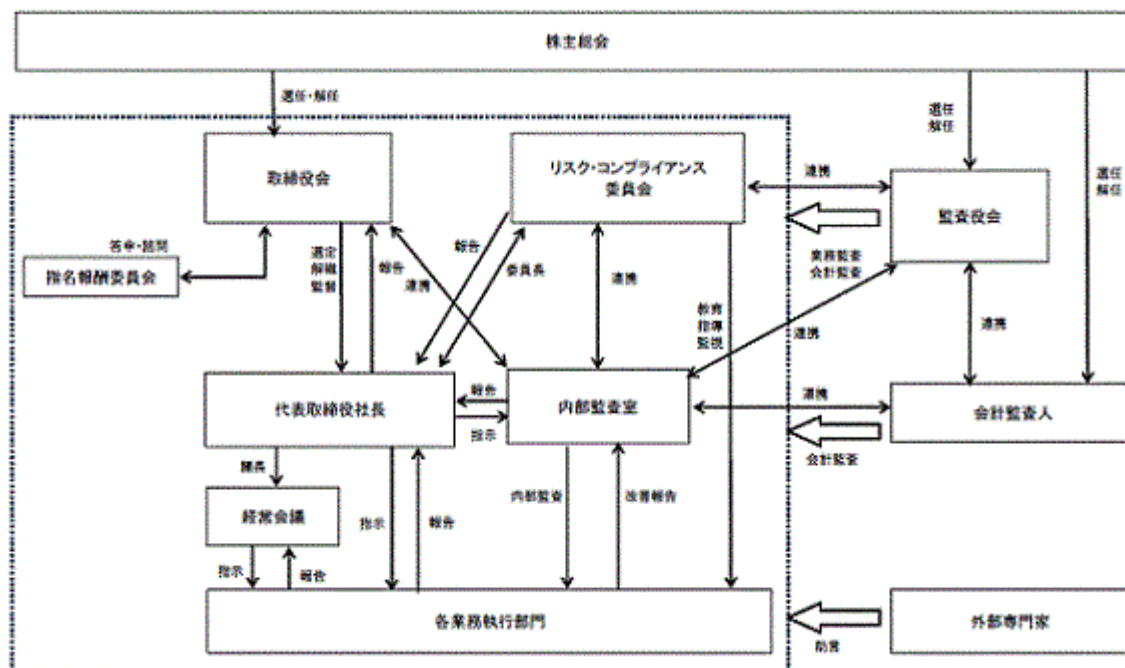 株主総会
選任・解任
選任
解任
選任
解任
取締役会
リスク・コンプライアンス
委員会
連携
監査役会
答申・諮問
指名報酬委員会
選定
解職
監督
報告
連携
報告
委員長
連携
教育
指導
監視
業務監査
会計監査
連携
連携
代表取締役社長
報告
指示
内部監査室
連携
会計監査人
会計監査
議長
経営会議
指示
報告
指示
報告
内部監査
改善報告
各業務執行部門
助言
外部専門家